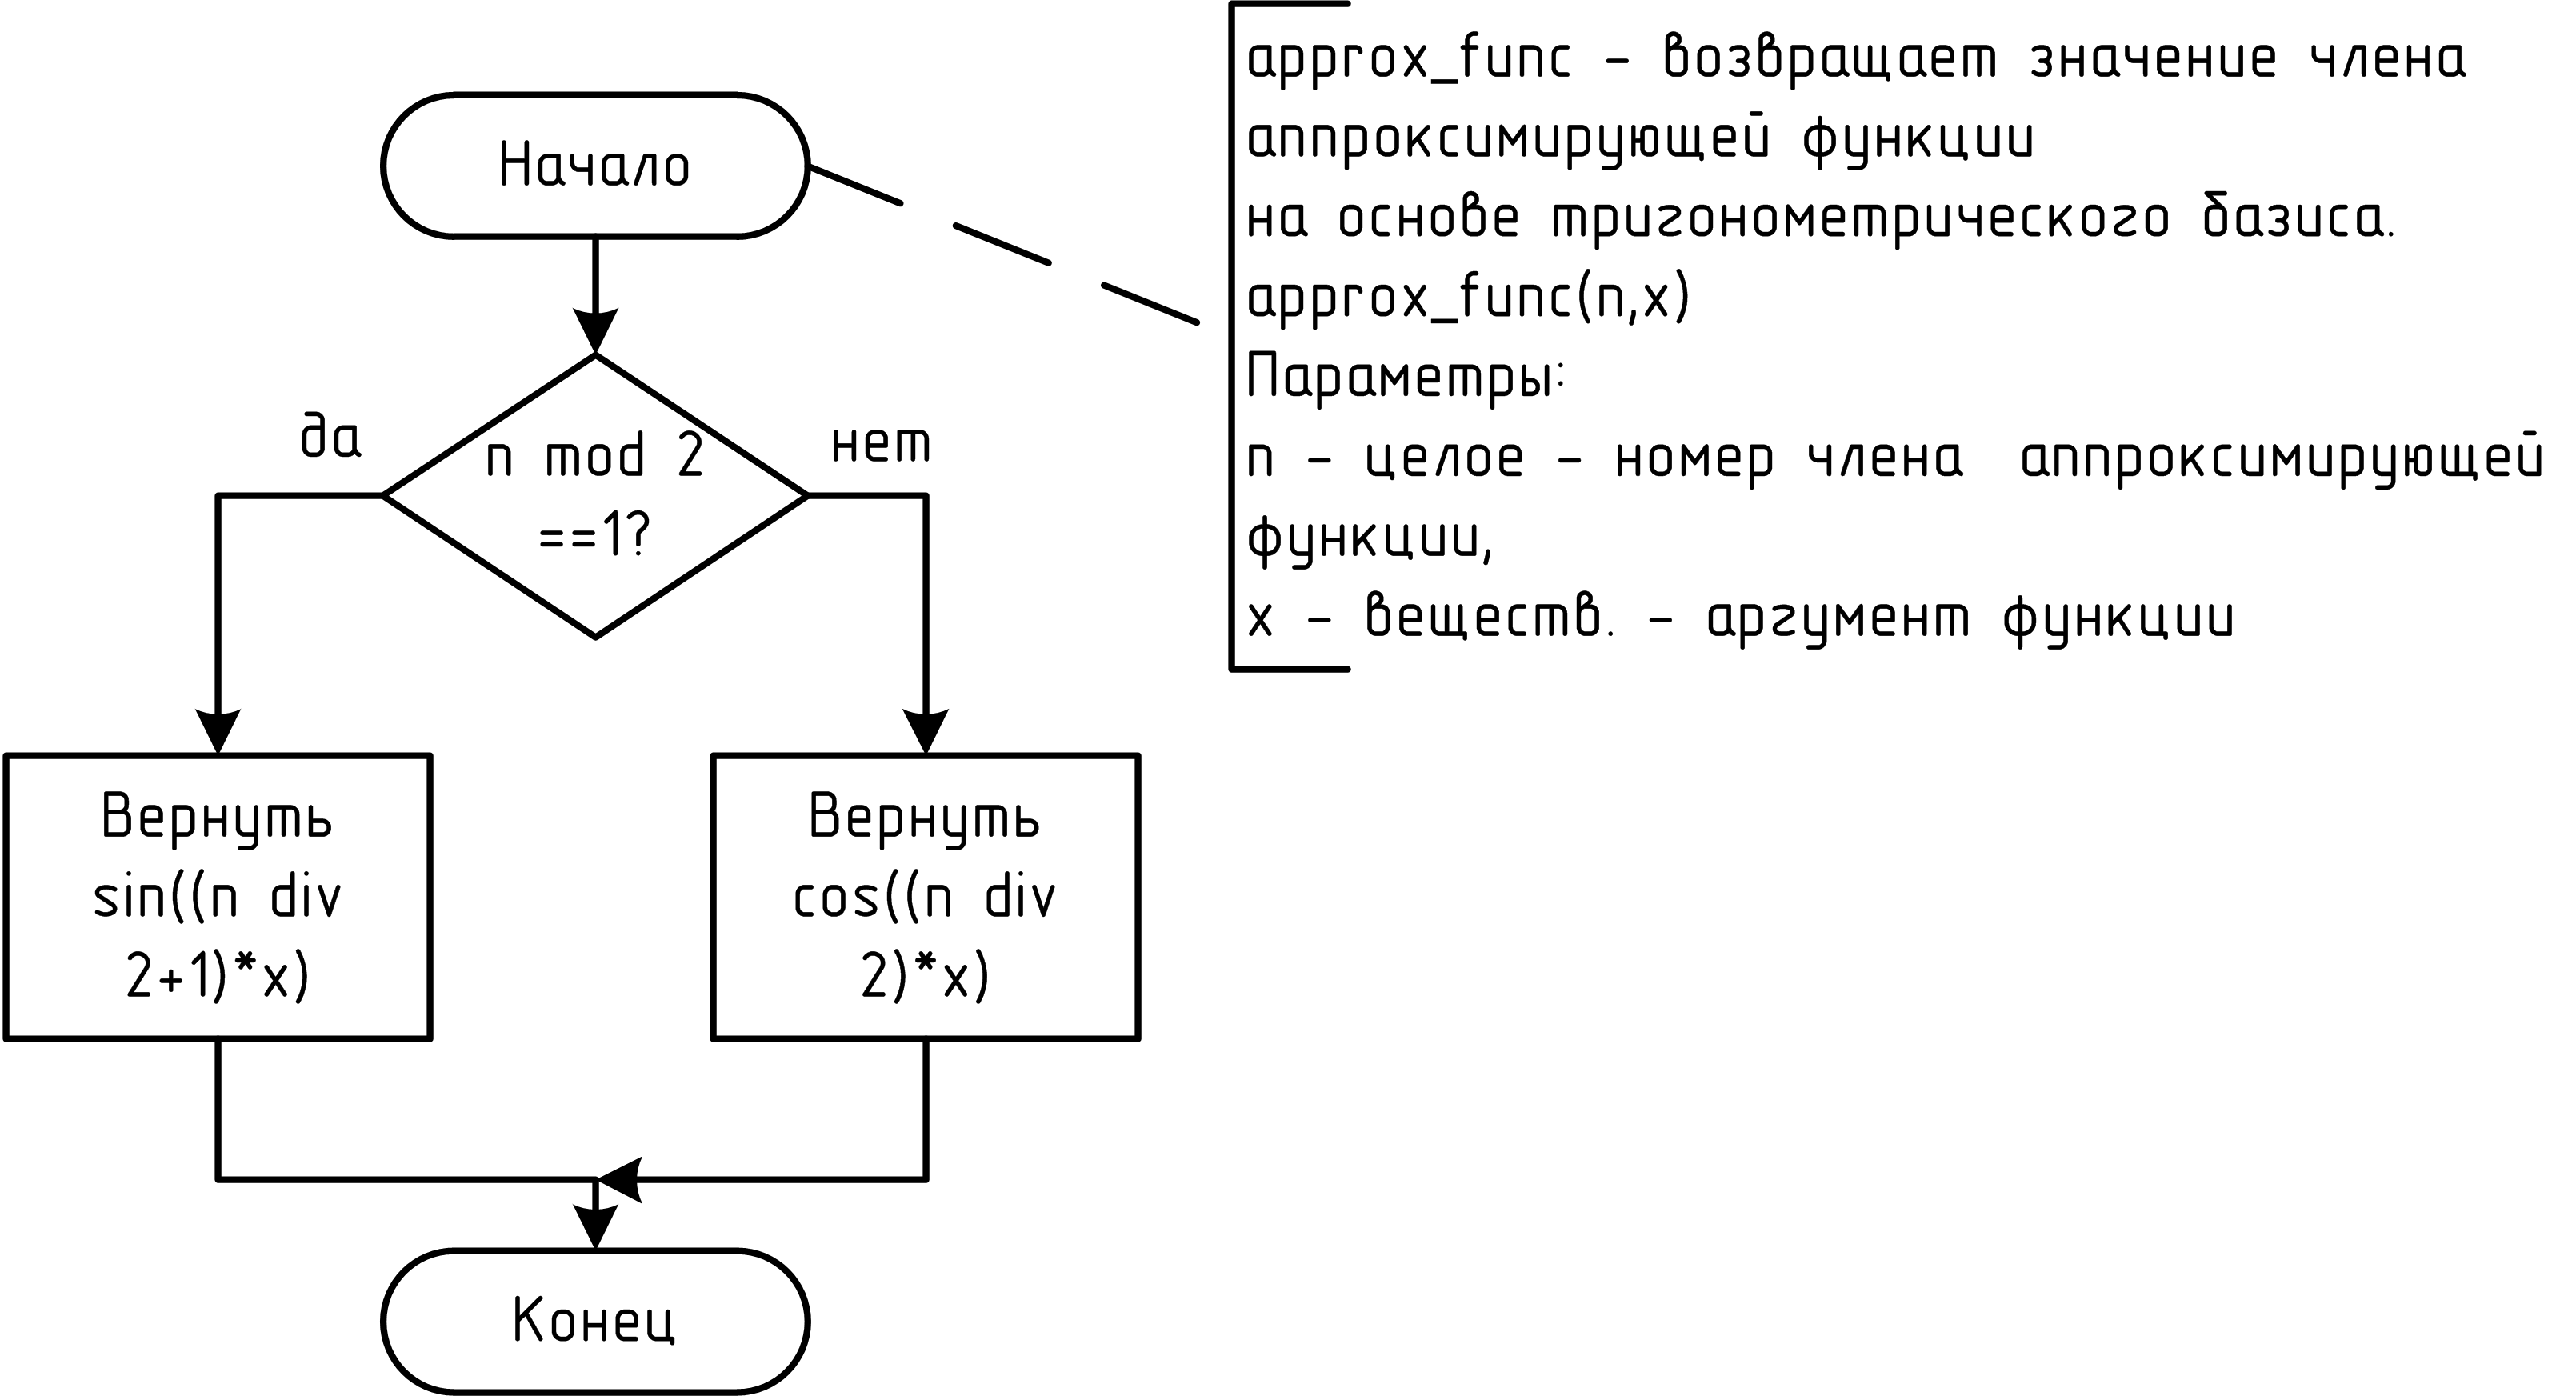 Начало
approx_func – возвращает значение члена
аппроксимирующей функции
на основе тригонометрического базиса.
approx_func(n,x)
Параметры:
n – целое – номер члена  аппроксимирующей
функции,
x – веществ. – аргумент функции
да
n mod 2
==1?
нет
Вернуть
sin((n div
2+1)*x)
Вернуть
cos((n div
2)*x)
Конец